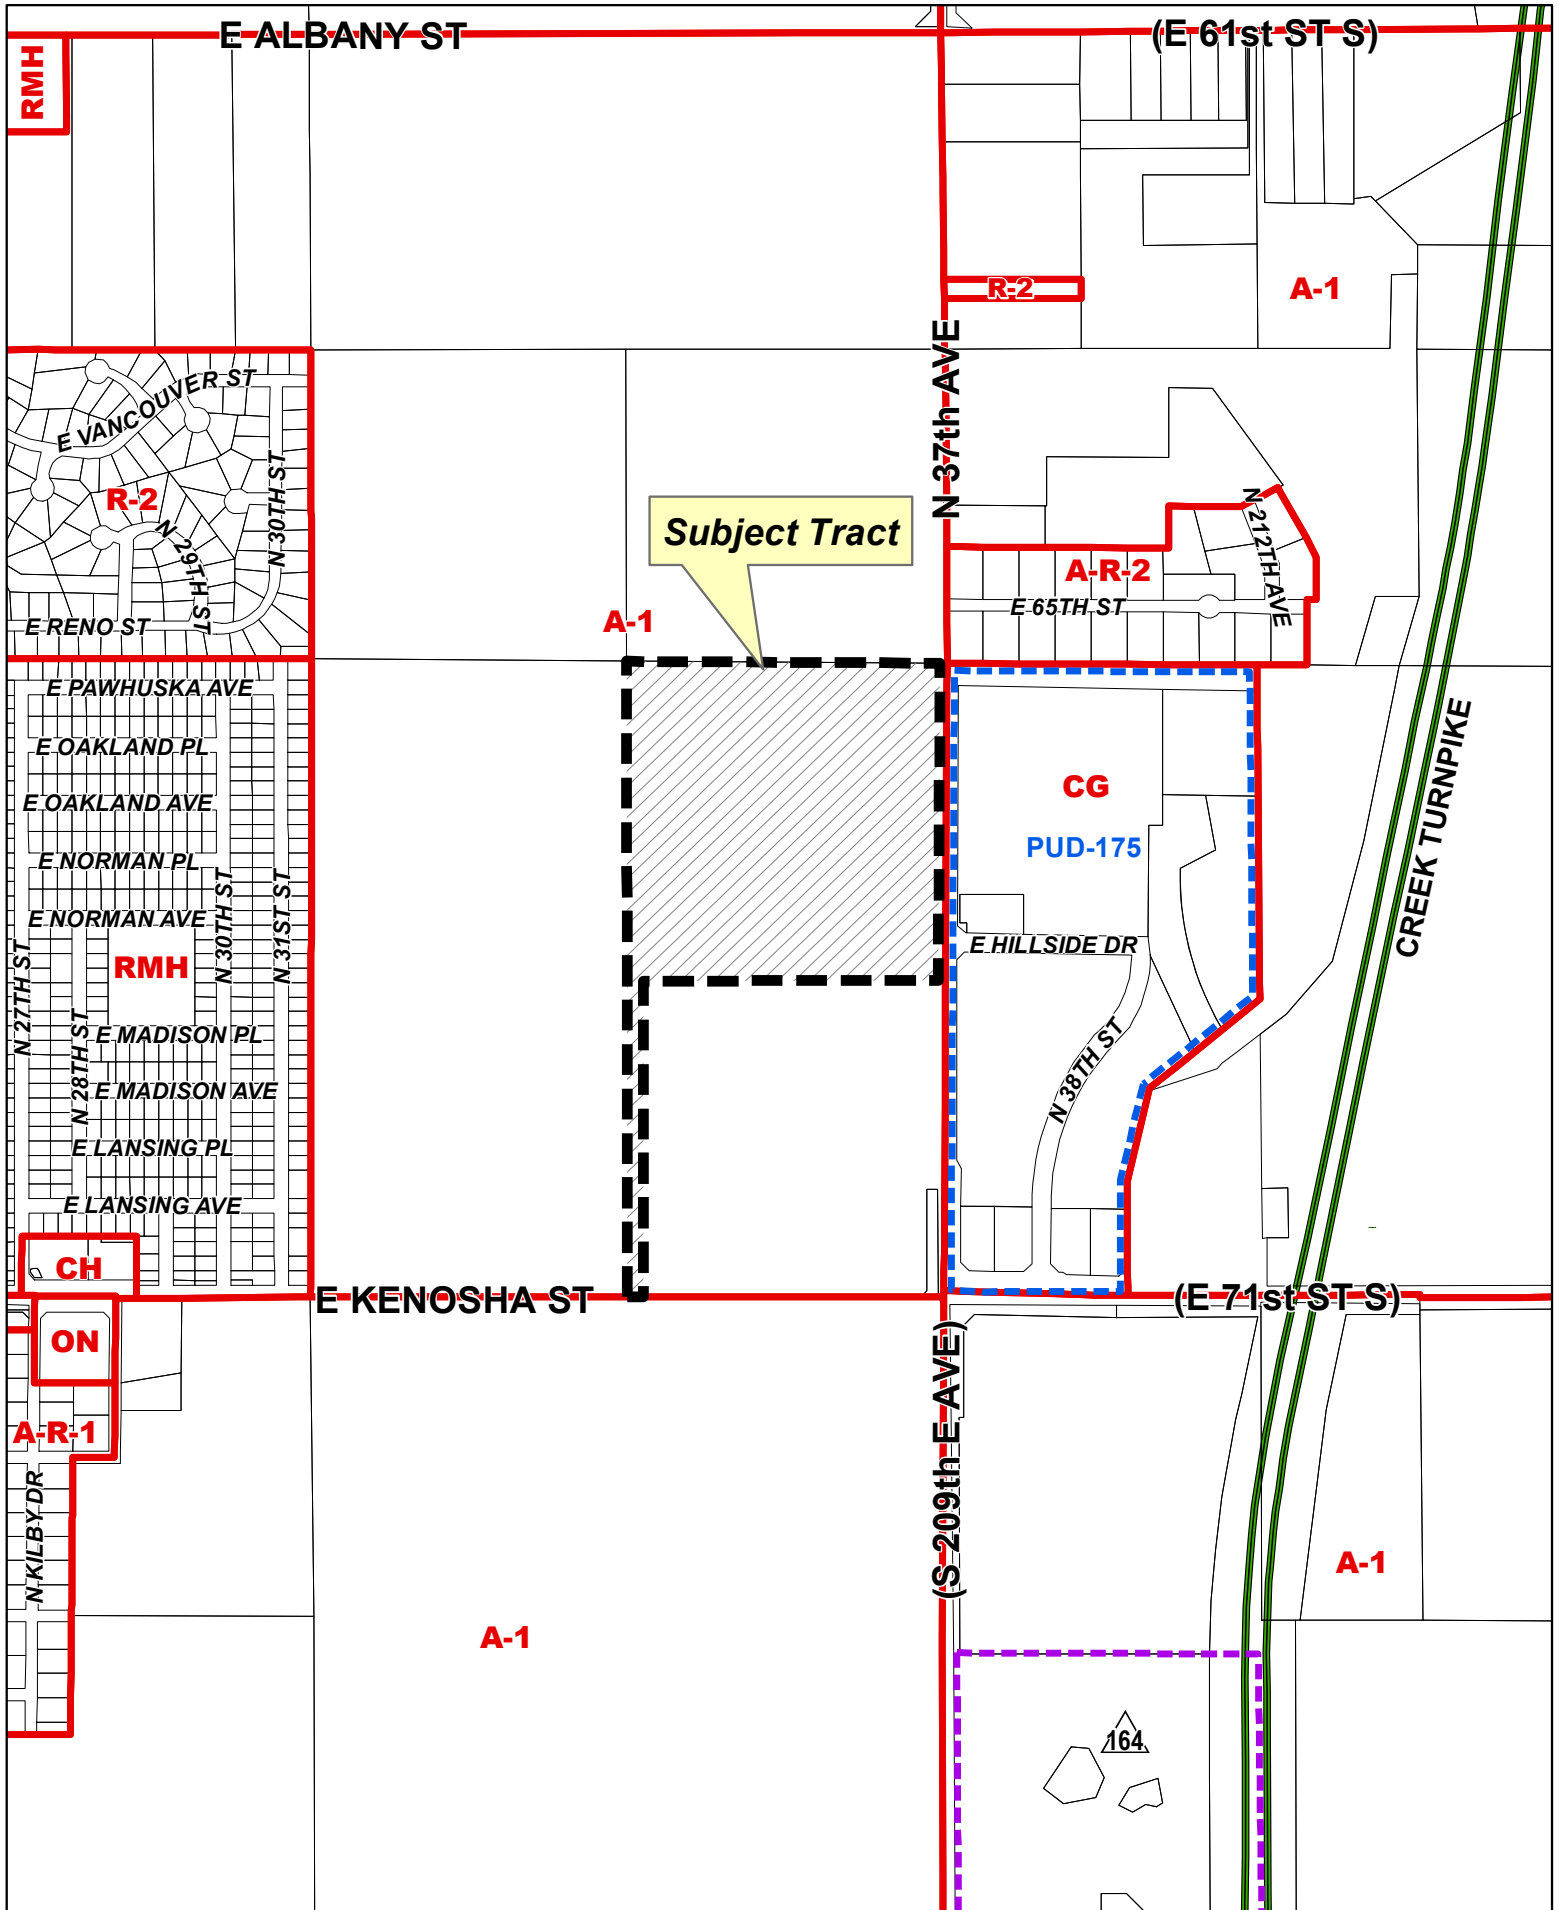 E ALBANY ST
(E 61st ST S)
RMH
R-2
A-1
N 37th AVE
E VANCOUVER ST
N 30TH ST
R-2
N 29TH ST
E RENO ST
Subject Tract
A-1
N 212TH AVE
A-R-2
E 65TH ST
E PAWHUSKA AVE
E OAKLAND PL
E OAKLAND AVE
E NORMAN PL
E NORMAN AVE
N 30TH ST
N 31ST ST
N 27TH ST
RMH
N 28TH ST
E MADISON PL
E MADISON AVE
E LANSING PL
E LANSING AVE
CG
PUD-175
CREEK TURNPIKE
E HILLSIDE DR
N 38TH ST
CH
E KENOSHA ST
(E 71st ST S)
ON
A-R-1
N KILBY DR
(S 209th E AVE)
A-1
A-1
164